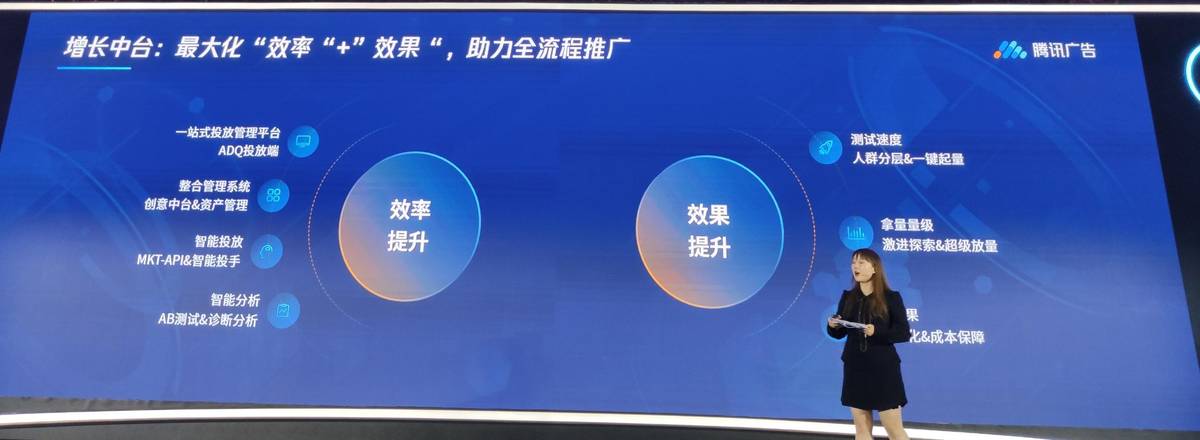 增长中台：最大化“效率“+”效果“，助力全流程推广
腾讯广告
一站式投放管理平台
ADQ投放端
整合管理系统
创意中台&资产管理
智能投放
MKT-API&智能投手
智能分析
AB测试&诊断分析
效率
提升
效果
提升
测试速度
人群分层&一键起量
拿量量级
激进探索&超级放量
果
化&成本保障